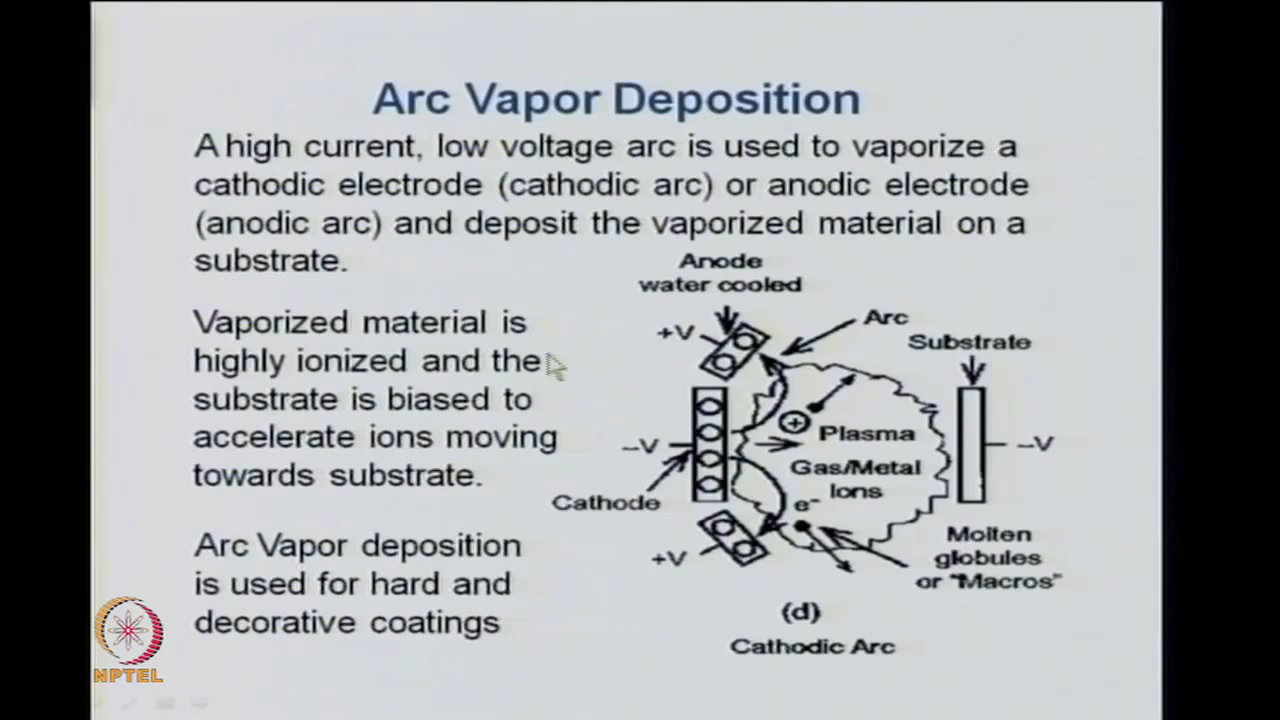 Arc Vapor Deposition
A high current, low voltage arc is used to vaporize a
cathodic electrode (cathodic arc) or anodic electrode
(anodic arc) and deposit the vaporized material on a
substrate.
Vaporized material is
highly ionized and the
substrate is biased to
accelerate ions moving
towards substrate.
Arc Vapor deposition
is used for hard and
decorative coatings
Anode
water cooled
+V
Arc
Substrate
–V
Cathode
+
Plasma
Gas/Metal
Ions
e–
–V
+V
Molten
globules
or "Macros"
(d)
Cathodic Arc
NPTEL